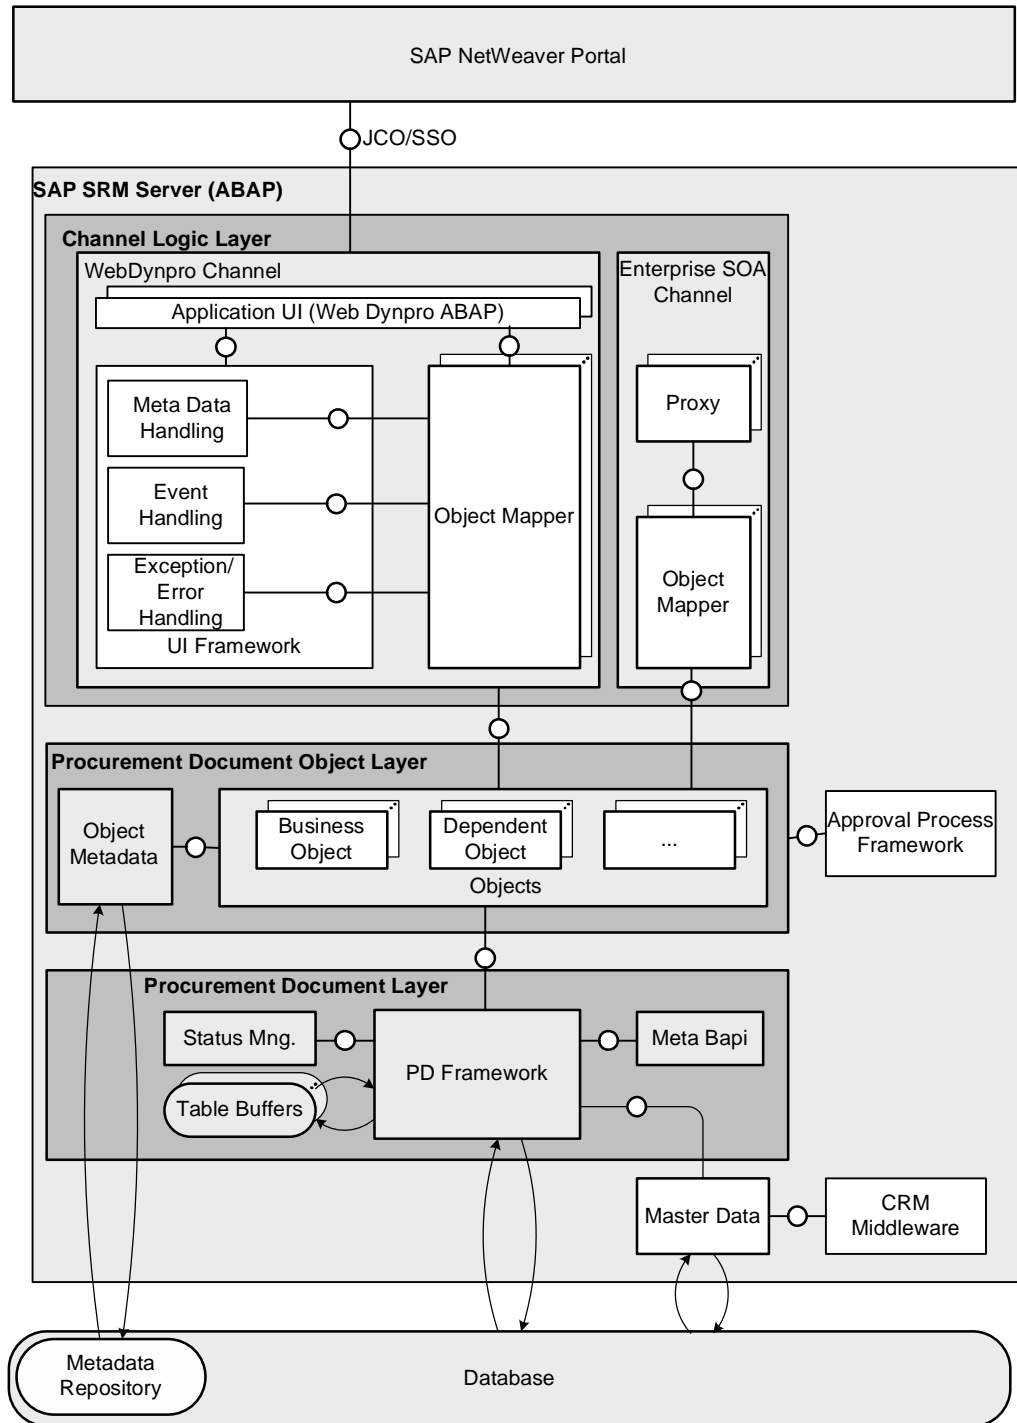 SAP NetWeaver Portal
JCO/SSO
SAP SRM Server (ABAP)
Channel Logic Layer
WebDynpro Channel
Application UI (Web Dynpro ABAP)
Meta Data
Handling
Event
Handling
Exception/
Error
Handling
UI Framework
Object Mapper
Enterprise SOA
Channel
Proxy
Object
Mapper
Procurement Document Object Layer
Object
Metadata
Business
Object
Dependent
Object
...
Objects
Approval Process
Framework
Procurement Document Layer
Status Mng.
Table Buffers
PD Framework
Meta Bapi
Master Data
CRM
Middleware
Metadata
Repository
Database